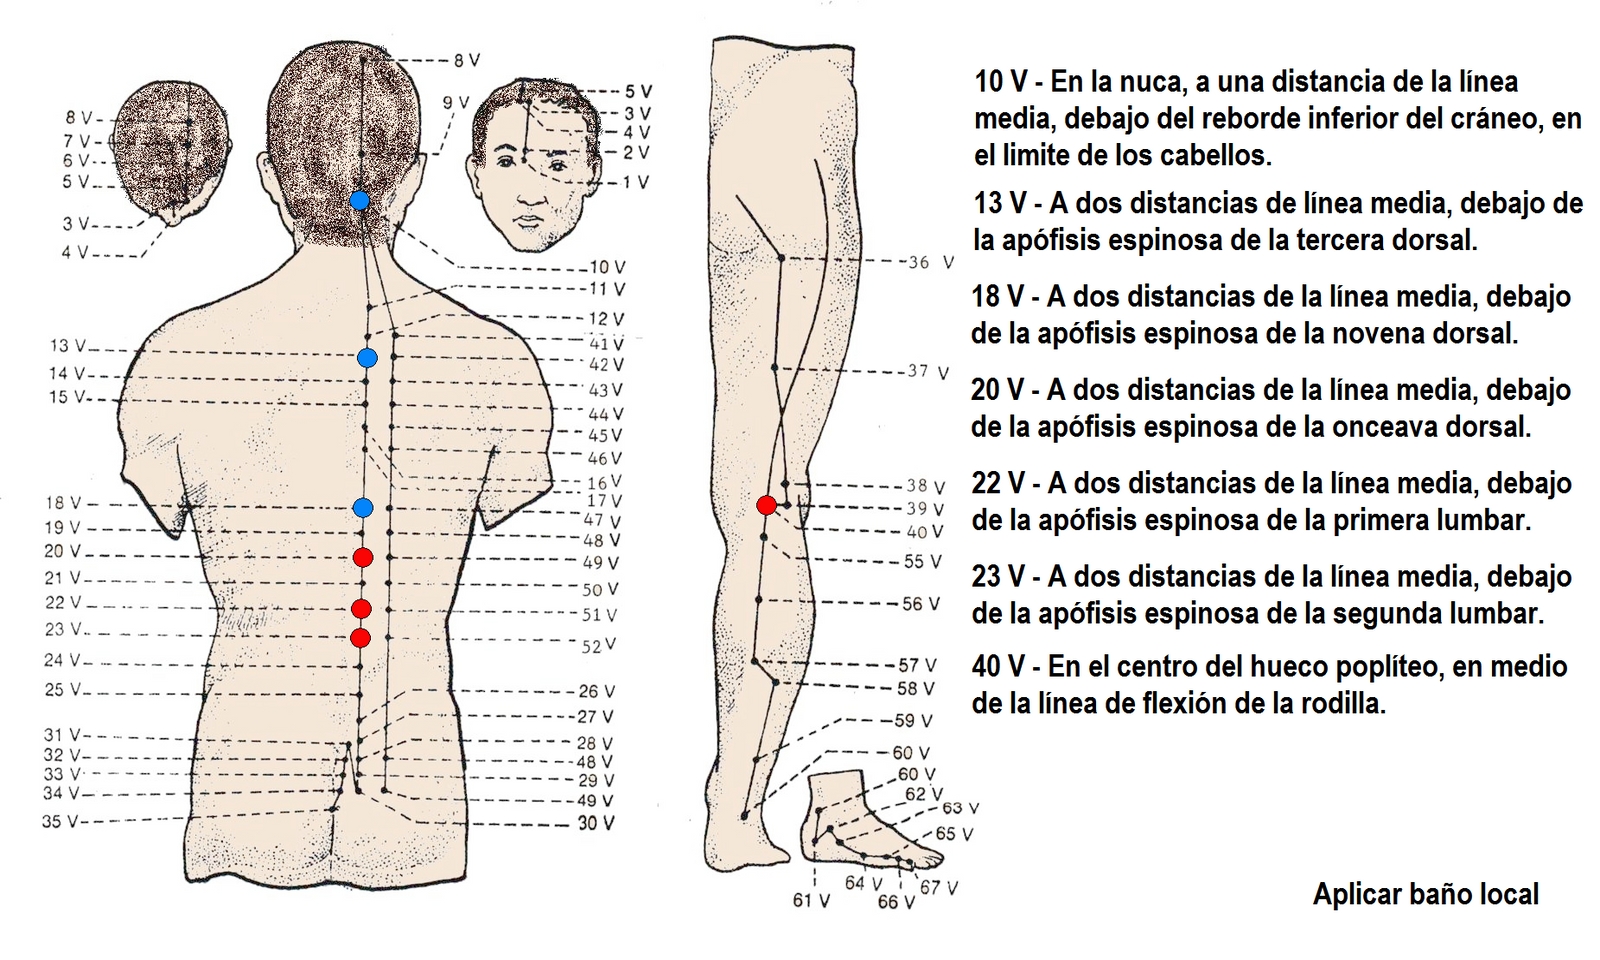 8 V
9 V
8 V
7 V
6 V
5 V
3 V
4 V
5 V
3 V
4 V
2 V
1 V
10 V
11 V
12 V
41 V
42 V
43 V
44 V
45 V
46 V
16 V
17 V
47 V
48 V
49 V
50 V
51 V
52 V
26 V
27 V
28 V
48 V
29 V
49 V
30 V
13 V
14 V
15 V
18 V
19 V
20 V
21 V
22 V
23 V
24 V
25 V
31 V
32 V
33 V
34 V
35 V
36 V
37 V
38 V
39 V
40 V
55 V
56 V
57 V
58 V
59 V
60 V
60 V
62 V
63 V
65 V
67 V
64 V
66 V
61 V
10 V - En la nuca, a una distancia de la línea
media, debajo del reborde inferior del cráneo, en
el limite de los cabellos.
13 V - A dos distancias de línea media, debajo de
la apófisis espinosa de la tercera dorsal.
18 V - A dos distancias de la línea media, debajo
de la apófisis espinosa de la novena dorsal.
20 V - A dos distancias de la línea media, debajo
de la apófisis espinosa de la onceava dorsal.
22 V - A dos distancias de la línea media, debajo
de la apófisis espinosa de la primera lumbar.
23 V - A dos distancias de la línea media, debajo
de la apófisis espinosa de la segunda lumbar.
40 V - En el centro del hueco poplíteo, en medio
de la línea de flexión de la rodilla.
Aplicar baño local